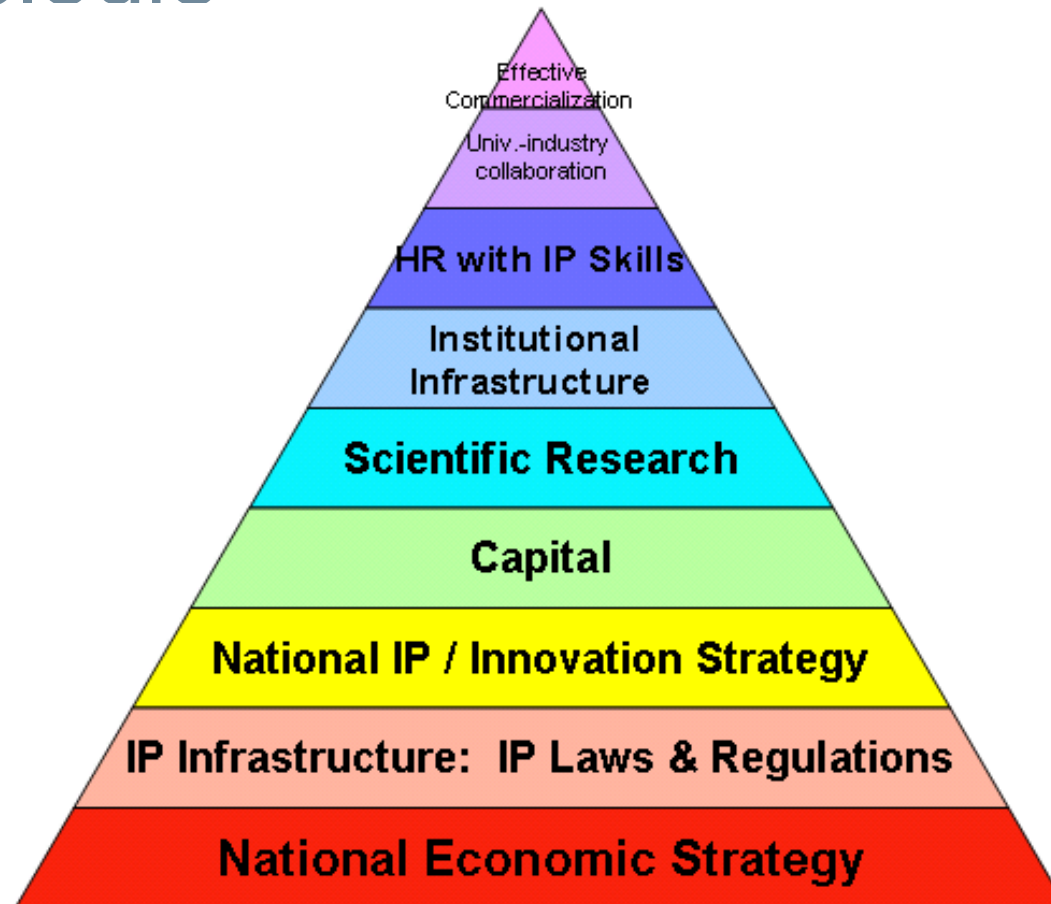 Effective
Commercialization
Univ.-industry
collaboration
HR with IP Skills
Institutional
Infrastructure
Scientific Research
Capital
National IP / Innovation Strategy
IP Infrastructure:  IP Laws & Regulations
National Economic Strategy